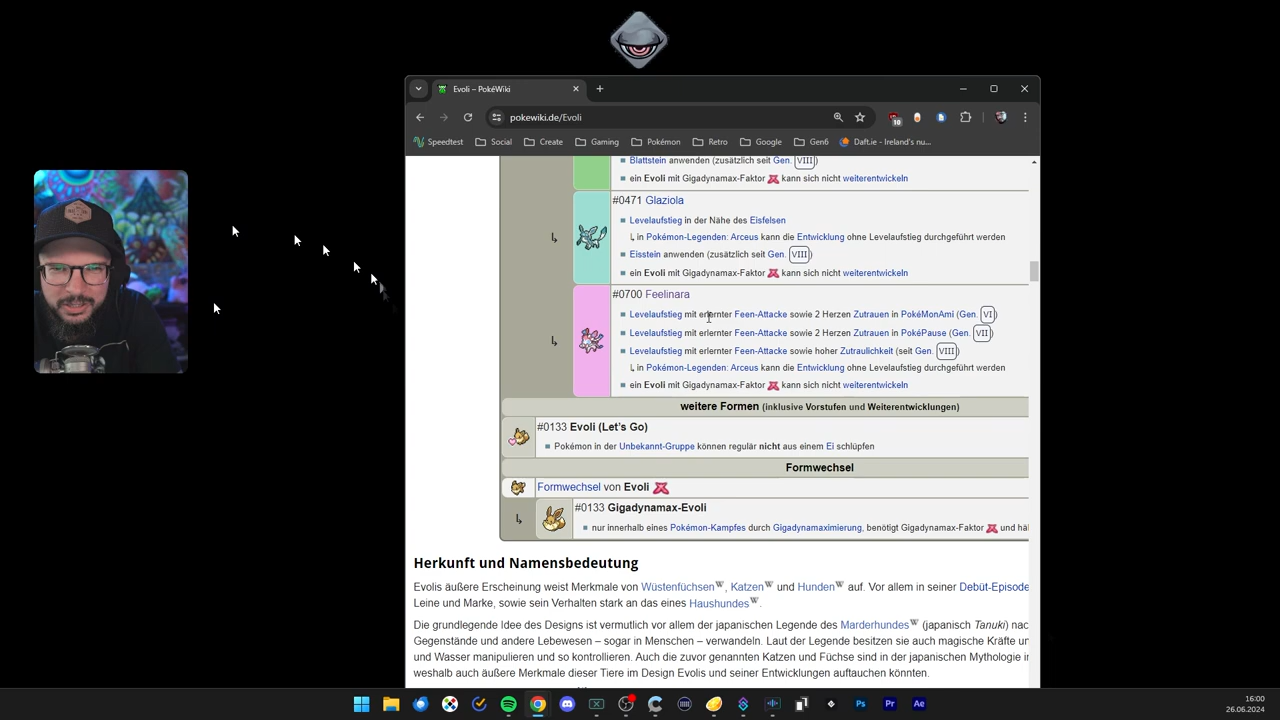 Evoli – PokéWiki
pokewiki.de/Evoli
10
Speedtest Social Create Gaming Pokémon Retro Google Gen6 Daft.ie - Ireland's nu...
Blattstein anwenden (zusätzlich seit Gen. VIII)
ein Evoli mit Gigadynamax-Faktor kann sich nicht weiterentwickeln
#0471 Glaziola
Levelaufstieg in der Nähe des Eisfelsen
↳ in Pokémon-Legenden: Arceus kann die Entwicklung ohne Levelaufstieg durchgeführt werden
Eisstein anwenden (zusätzlich seit Gen. VIII)
ein Evoli mit Gigadynamax-Faktor kann sich nicht weiterentwickeln
#0700 Feelinara
Levelaufstieg mit erlernter Feen-Attacke sowie 2 Herzen Zutrauen in PokéMonAmi (Gen. VI)
Levelaufstieg mit erlernter Feen-Attacke sowie 2 Herzen Zutrauen in PokéPause (Gen. VII)
Levelaufstieg mit erlernter Feen-Attacke sowie hoher Zutraulichkeit (seit Gen. VIII)
↳ in Pokémon-Legenden: Arceus kann die Entwicklung ohne Levelaufstieg durchgeführt werden
ein Evoli mit Gigadynamax-Faktor kann sich nicht weiterentwickeln
weitere Formen (inklusive Vorstufen und Weiterentwicklungen)
#0133 Evoli (Let's Go)
Pokémon in der Unbekannt-Gruppe können regulär nicht aus einem Ei schlüpfen
Formwechsel
Formwechsel von Evoli
#0133 Gigadynamax-Evoli
nur innerhalb eines Pokémon-Kampfes durch Gigadynamaximierung, benötigt Gigadynamax-Faktor und häl
Herkunft und Namensbedeutung
Evolis äußere Erscheinung weist Merkmale von Wüstenfüchsen, Katzen und Hunden auf. Vor allem in seiner Debüt-Episode
Leine und Marke, sowie sein Verhalten stark an das eines Haushundes.
Die grundlegende Idee des Designs ist vermutlich vor allem der japanischen Legende des Marderhundes (japanisch Tanuki) nac
Gegenstände und andere Lebewesen – sogar in Menschen – verwandeln. Laut der Legende besitzen sie auch magische Kräfte un
und Wasser manipulieren und so kontrollieren. Auch die zuvor genannten Katzen und Füchse sind in der japanischen Mythologie i
weshalb auch äußere Merkmale dieser Tiere im Design Evolis und seiner Entwicklungen auftauchen könnten.
Ps Pr Ae
16:00
26.06.2024